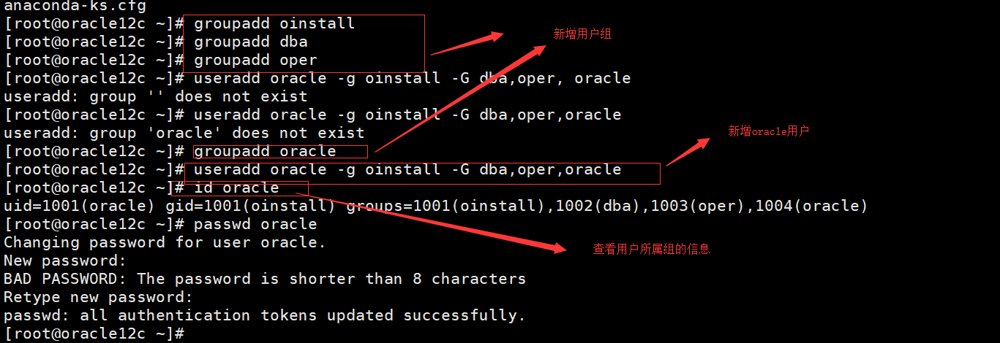 anaconda-ks.cfg
[root@oracle12c ~]# groupadd oinstall
新增用户组
[root@oracle12c ~]# groupadd dba
[root@oracle12c ~]# groupadd oper
[root@oracle12c ~]# useradd oracle -g oinstall -G dba,oper, oracle
useradd: group '' does not exist
[root@oracle12c ~]# useradd oracle -g oinstall -G dba,oper,oracle
useradd: group 'oracle' does not exist
新增oracle用户
[root@oracle12c ~]# groupadd oracle
[root@oracle12c ~]# useradd oracle -g oinstall -G dba,oper,oracle
[root@oracle12c ~]# id oracle
uid=1001(oracle) gid=1001(oinstall) groups=1001(oinstall),1002(dba),1003(oper),1004(oracle)
[root@oracle12c ~]# passwd oracle
Changing password for user oracle.
查看用户所属组的信息
New password:
BAD PASSWORD: The password is shorter than 8 characters
Retype new password:
passwd: all authentication tokens updated successfully.
[root@oracle12c ~]#